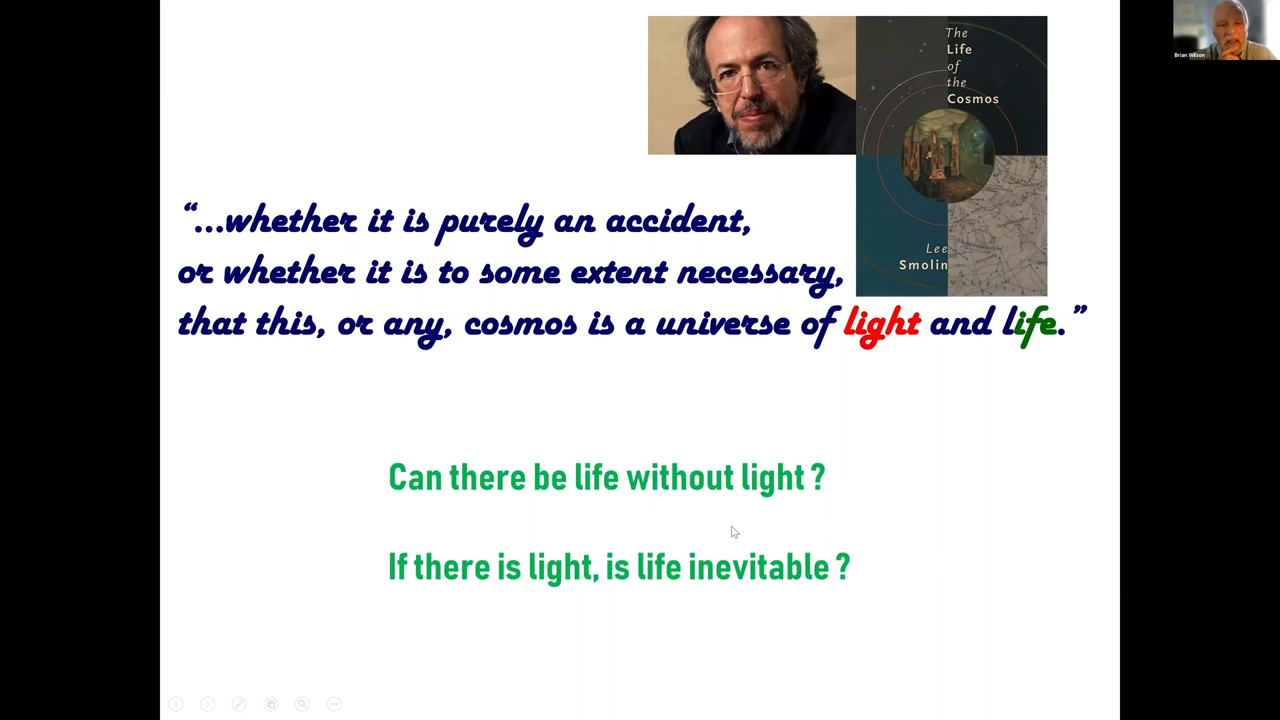 The
Life
of
the
Cosmos
Lee
Smolin
Brian Wilson
“...whether it is purely an accident,
or whether it is to some extent necessary,
that this, or any, cosmos is a universe of light and life.”
Can there be life without light ?
If there is light, is life inevitable ?